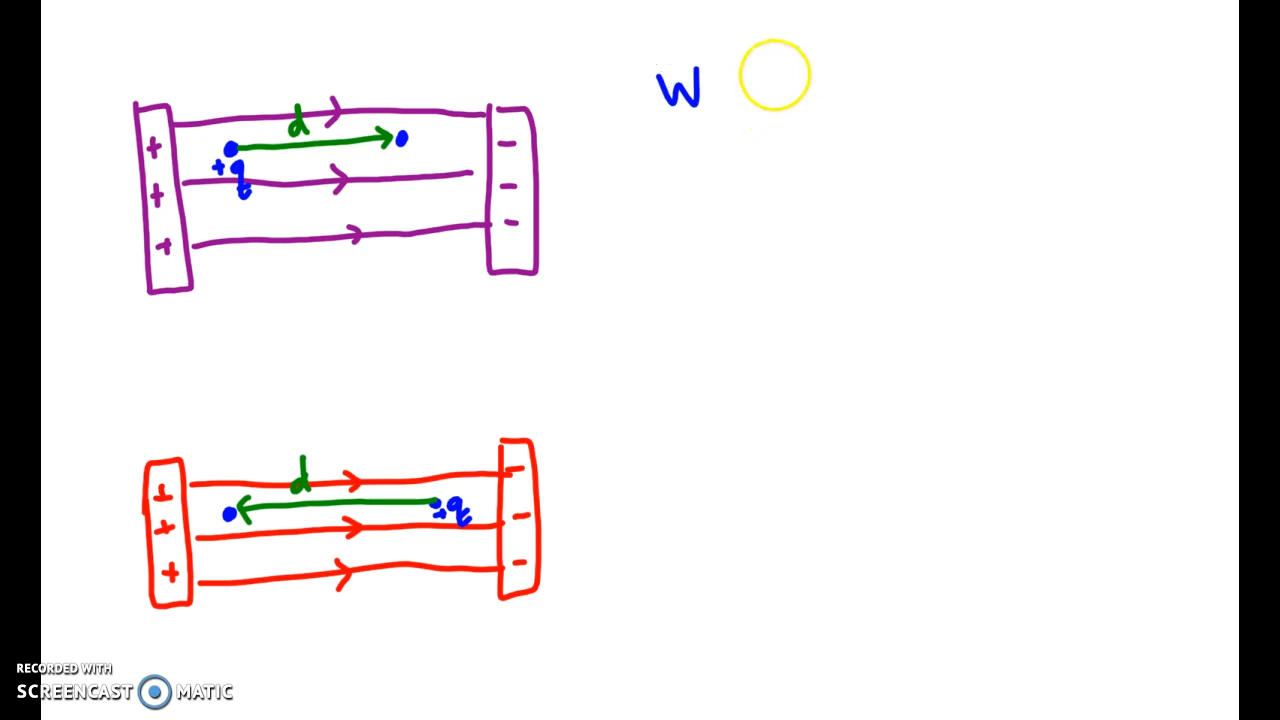 W
d
+ -
+q
+ -
+ -
d
+ -
+q
+ -
+ -
RECORDED WITH
SCREENCAST MATIC